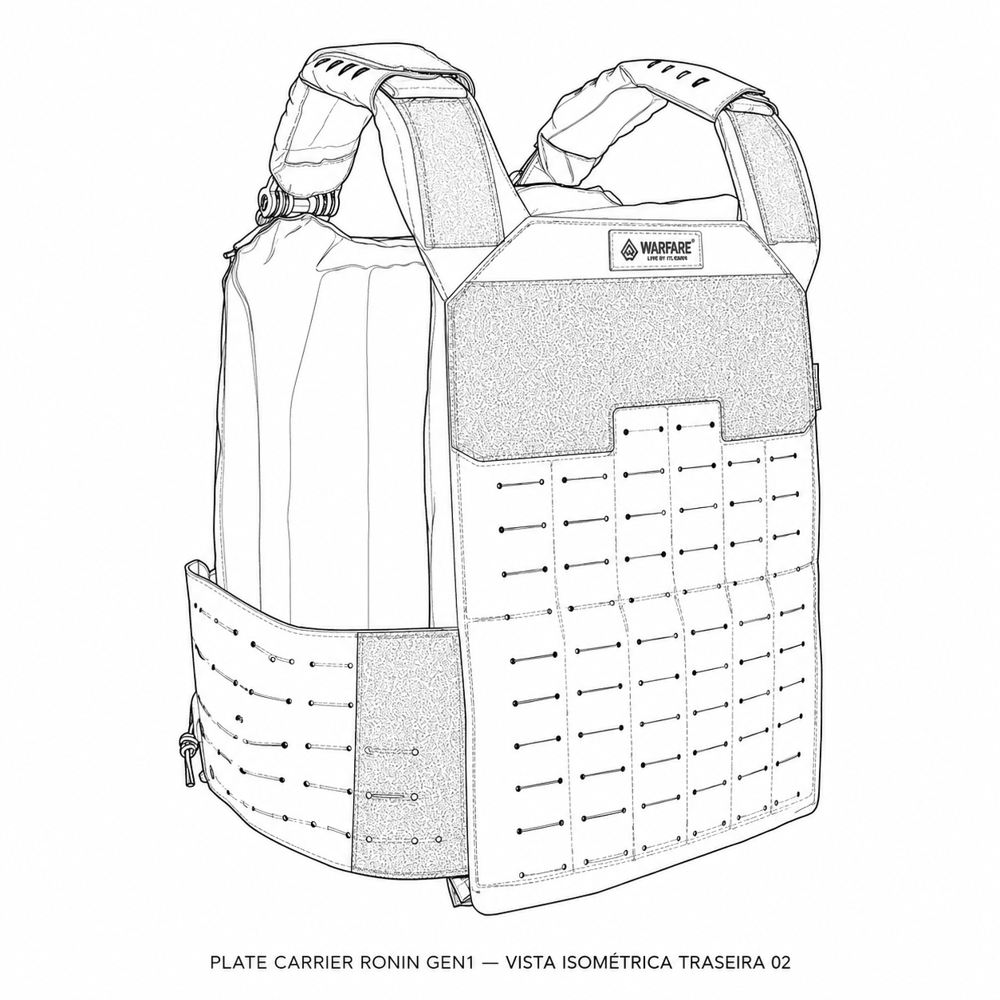 WARFARE®
PLATE CARRIER RONIN GEN1 — VISTA ISOMÉTRICA TRASEIRA 02